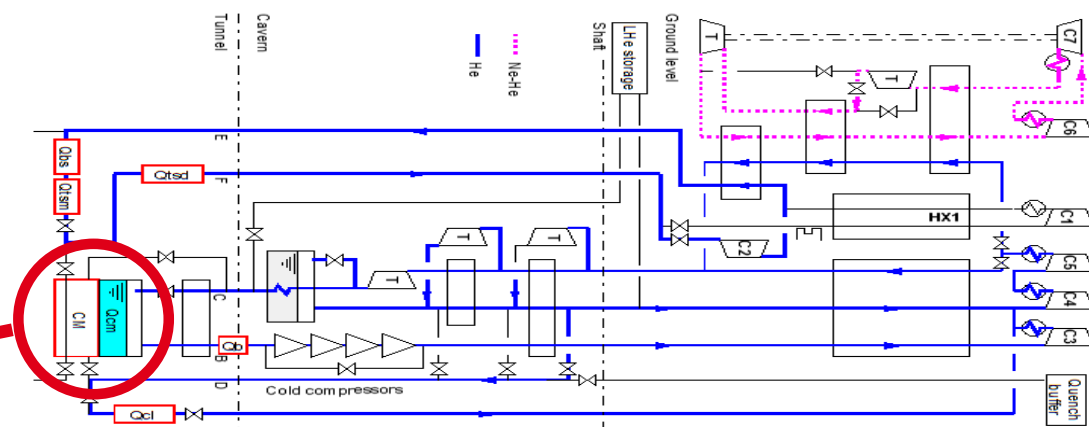 Tunnel
Cavern
Ne-He
He
Shaft
LHe storage
Ground level
T
C7
T
C6
E
F
Qbs
Qtsm
Qtsd
HX1
C1
T
T
C2
C5
T
C4
C
CM
Qcm
C3
B
D
Cold compressors
Quench
buffer
Qcl